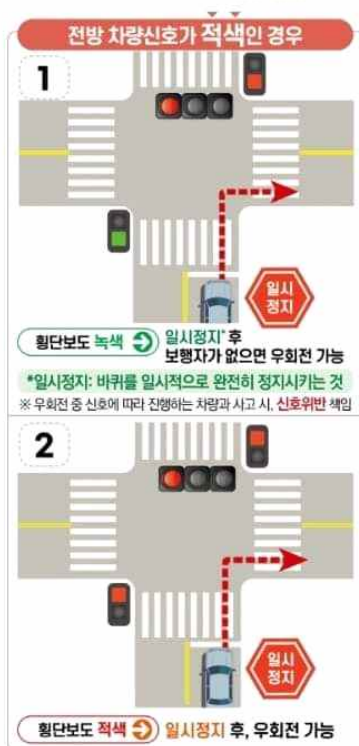 전방 차량신호가 적색인 경우
1
일시
정지
횡단보도 녹색 일시정지* 후
보행자가 없으면 우회전 가능
*일시정지: 바퀴를 일시적으로 완전히 정지시키는 것
※ 우회전 중 신호에 따라 진행하는 차량과 사고 시, 신호위반 책임
2
일시
정지
횡단보도 적색 일시정지 후, 우회전 가능